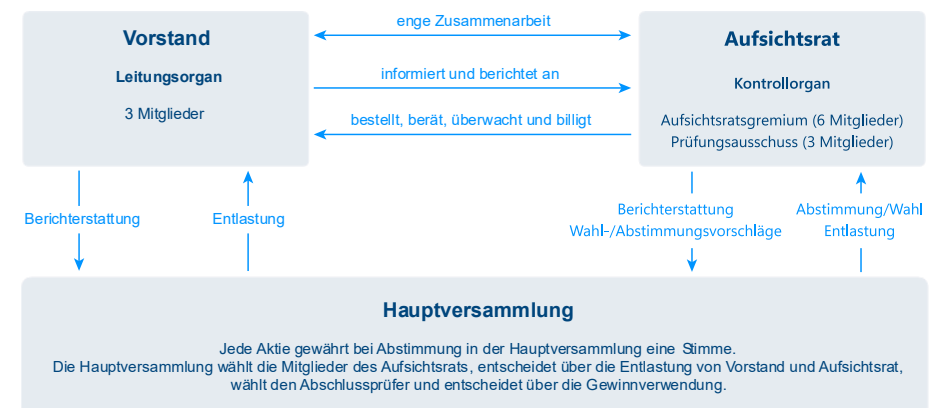 Vorstand
Leitungsorgan
3 Mitglieder
enge Zusammenarbeit
informiert und berichtet an
bestellt, berät, überwacht und billigt
Aufsichtsrat
Kontrollorgan
Aufsichtsratsgremium (6 Mitglieder)
Prüfungsausschuss (3 Mitglieder)
Berichterstattung
Entlastung
Berichterstattung
Wahl-/Abstimmungsvorschläge
Abstimmung/Wahl
Entlastung
Hauptversammlung
Jede Aktie gewährt bei Abstimmung in der Hauptversammlung eine Stimme.
Die Hauptversammlung wählt die Mitglieder des Aufsichtsrats, entscheidet über die Entlastung von Vorstand und Aufsichtsrat,
wählt den Abschlussprüfer und entscheidet über die Gewinnverwendung.